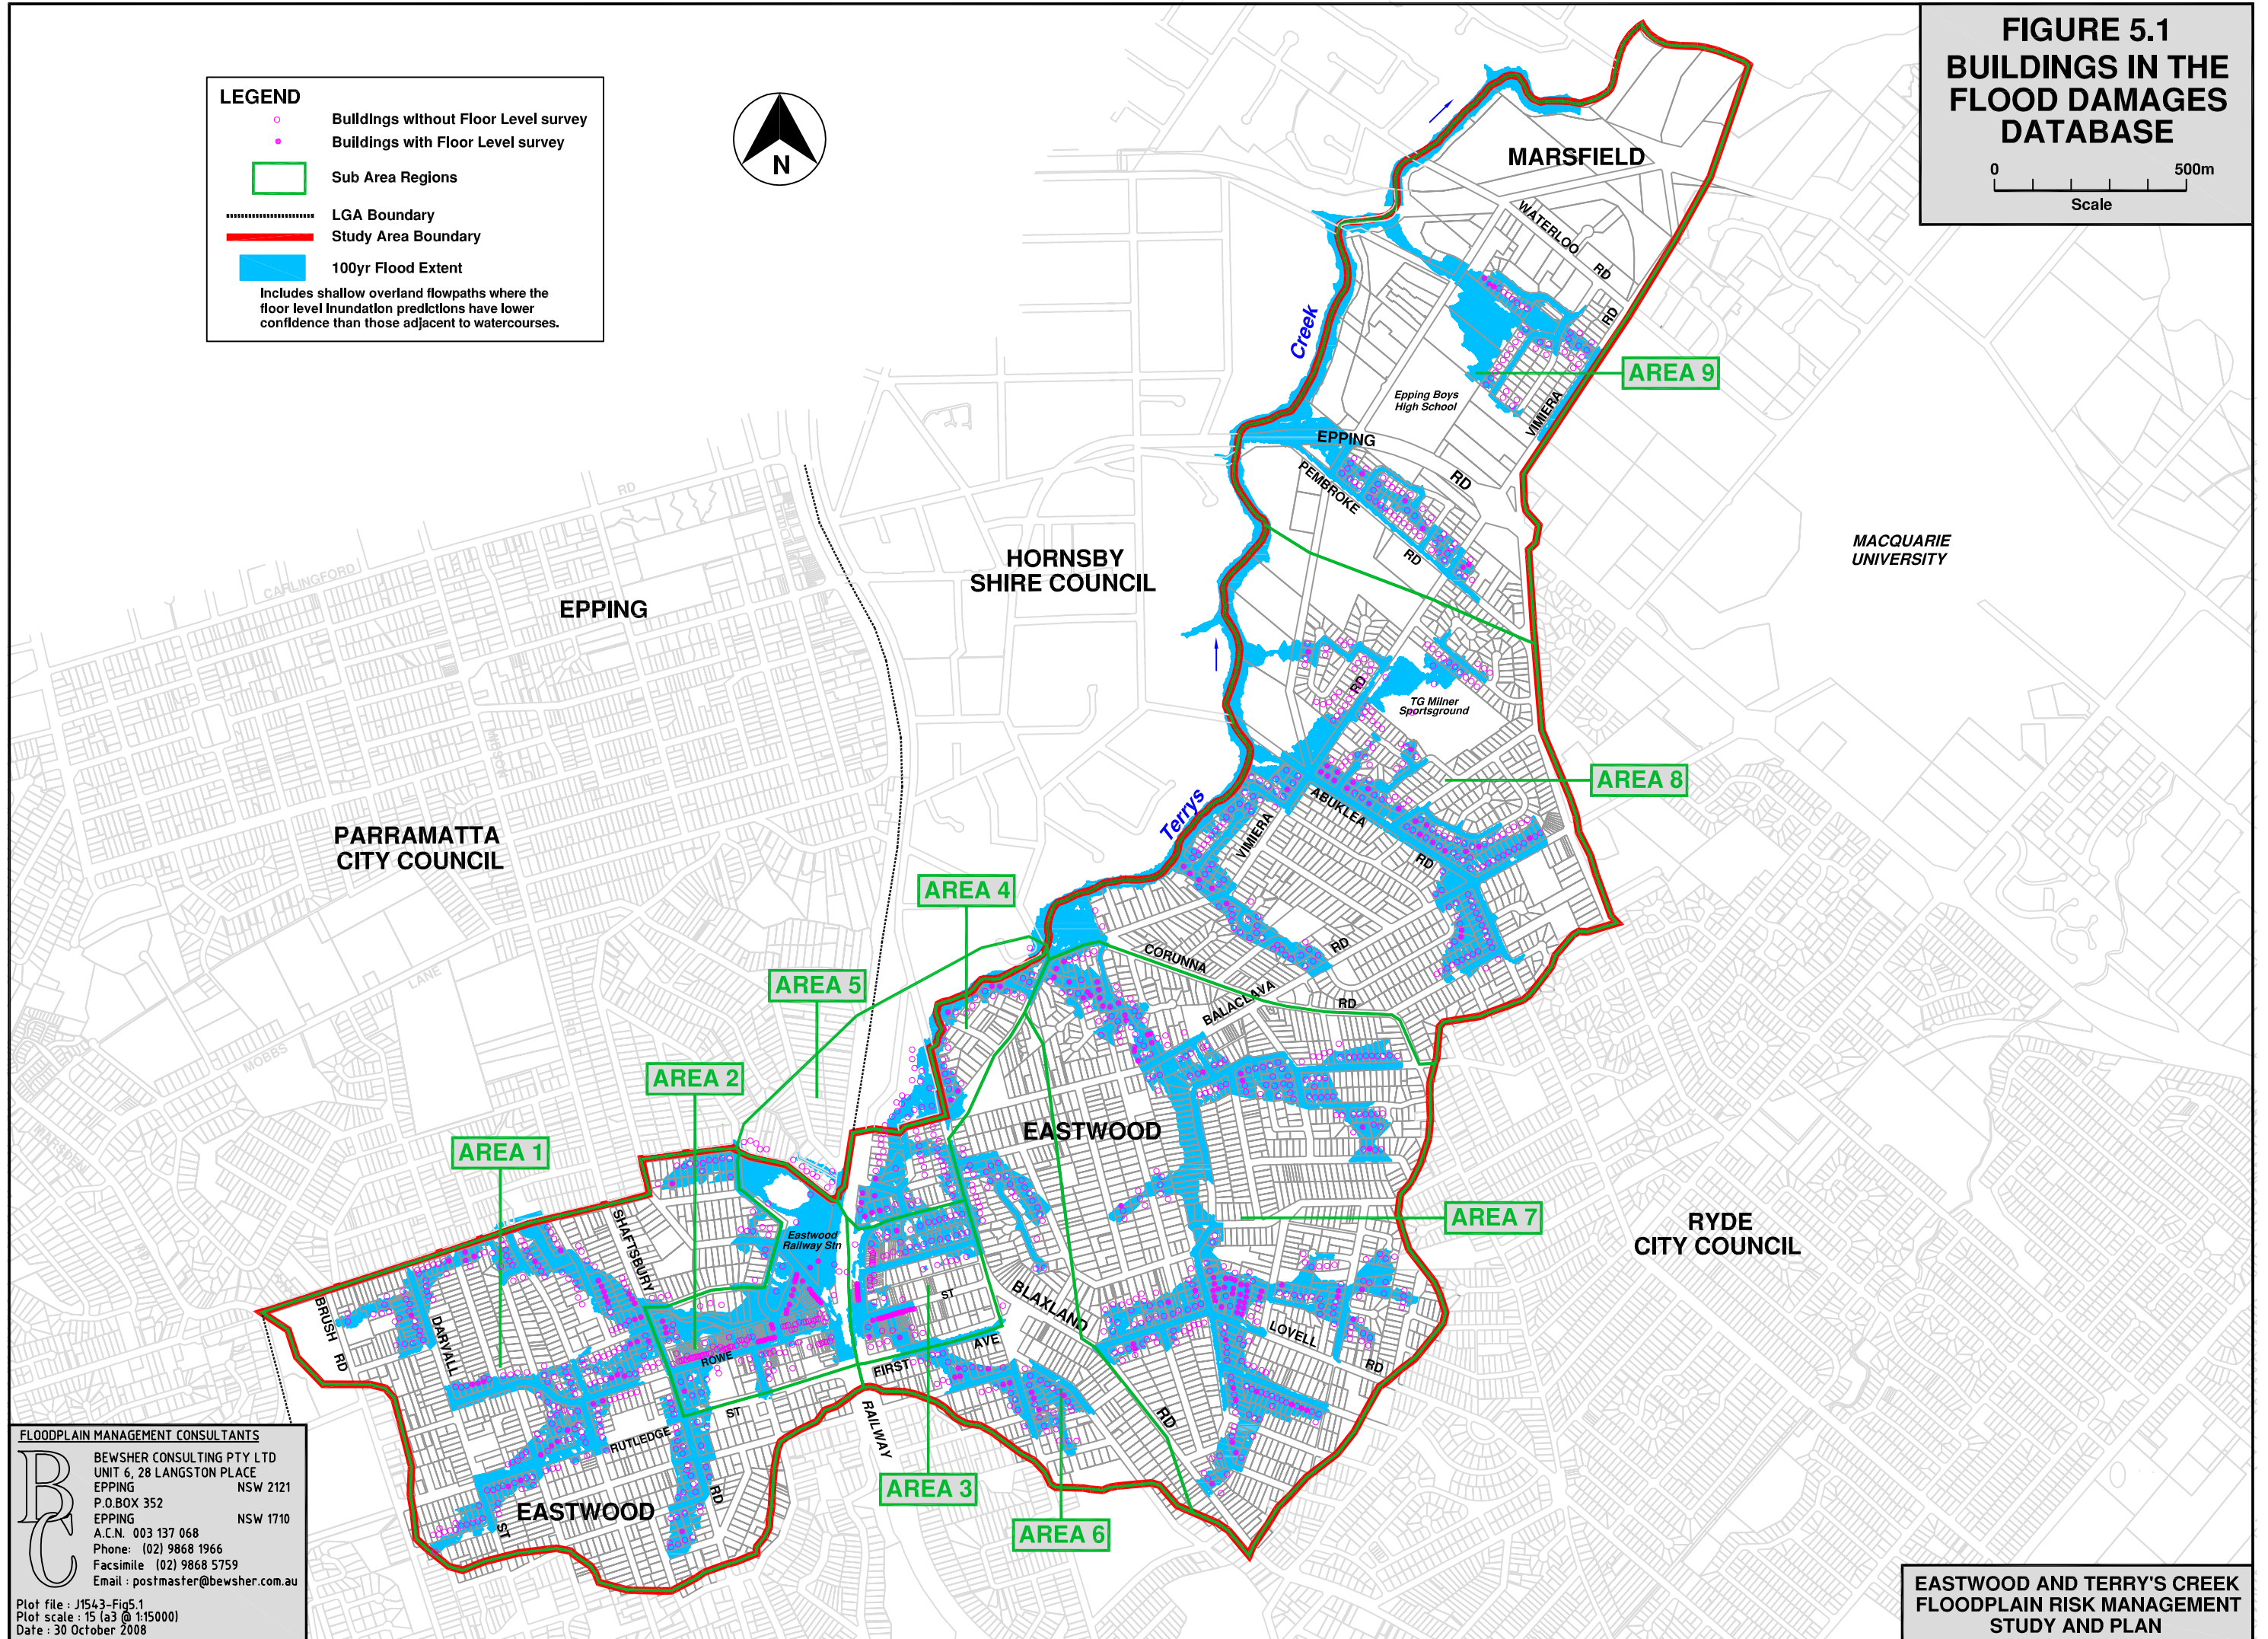 FIGURE 5.1
BUILDINGS IN THE
FLOOD DAMAGES
DATABASE
0 500m
Scale
LEGEND
Buildings without Floor Level survey
Buildings with Floor Level survey
Sub Area Regions
LGA Boundary
Study Area Boundary
100yr Flood Extent
Includes shallow overland flowpaths where the
floor level inundation predictions have lower
confidence than those adjacent to watercourses.
N
MARSFIELD
WATERLOO
RD
RD
VIMIERA
AREA 9
Creek
Epping Boys
High School
EPPING
RD
PEMBROKE
RD
MACQUARIE
UNIVERSITY
HORNSBY
SHIRE COUNCIL
RD
CARLINGFORD
EPPING
MIDSON
RD
TG Milner
Sportsground
AREA 8
ABUKLEA
RD
Terrys
VIMIERA
PARRAMATTA
CITY COUNCIL
AREA 4
CORUNNA
RD
BALACLAVA
RD
AREA 5
LANE
MOBBS
AREA 2
EASTWOOD
AREA 1
AREA 7
RYDE
CITY COUNCIL
SHAFTSBURY
Eastwood
Railway Stn
BRUSH
RD
DARVALL
ST
BLAXLAND
LOVELL
RD
ROWE
FIRST
AVE
ST
RUTLEDGE
RAILWAY
RD
RD
AREA 3
EASTWOOD
ST
AREA 6
FLOODPLAIN MANAGEMENT CONSULTANTS
BC
BEWSHER CONSULTING PTY LTD
UNIT 6, 28 LANGSTON PLACE
EPPING NSW 2121
P.O.BOX 352
EPPING NSW 1710
A.C.N. 003 137 068
Phone: (02) 9868 1966
Facsimile (02) 9868 5759
Email : postmaster@bewsher.com.au
Plot file : J1543-Fig5.1
Plot scale : 15 (a3 @ 1:15000)
Date : 30 October 2008
EASTWOOD AND TERRY'S CREEK
FLOODPLAIN RISK MANAGEMENT
STUDY AND PLAN